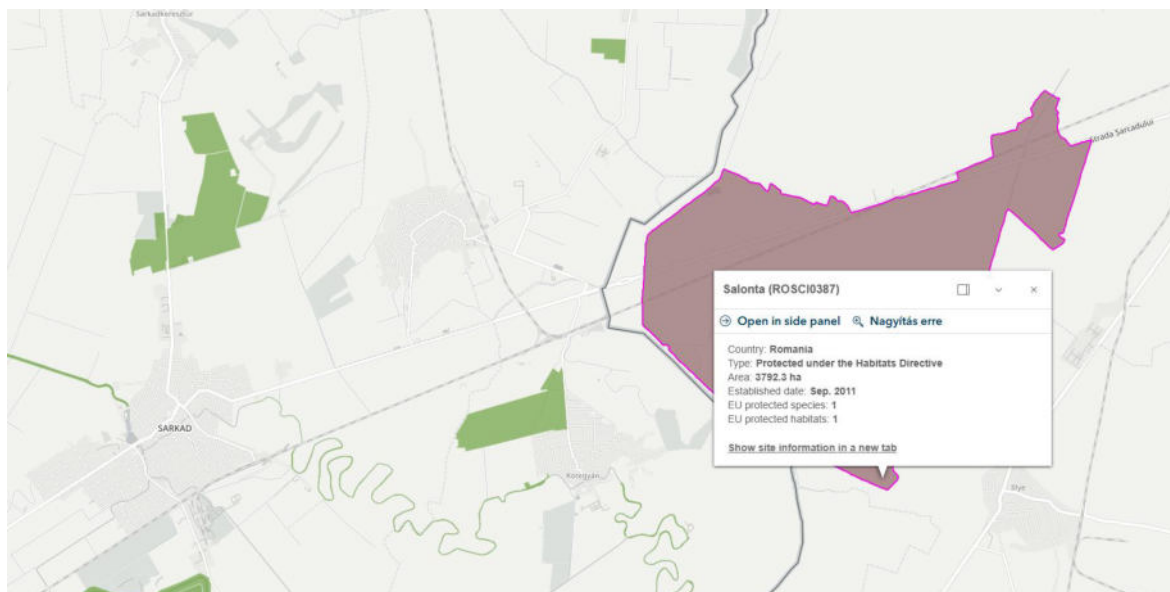 Sarkadkeresztúr
Strada Sarcadului
Salonta (ROSCI0387)
Open in side panel Nagyítás erre
Country: Romania
Type: Protected under the Habitats Directive
Area: 3792.3 ha
Established date: Sep. 2011
EU protected species: 1
EU protected habitats: 1
SARKAD
Show site information in a new tab
Kötegyán